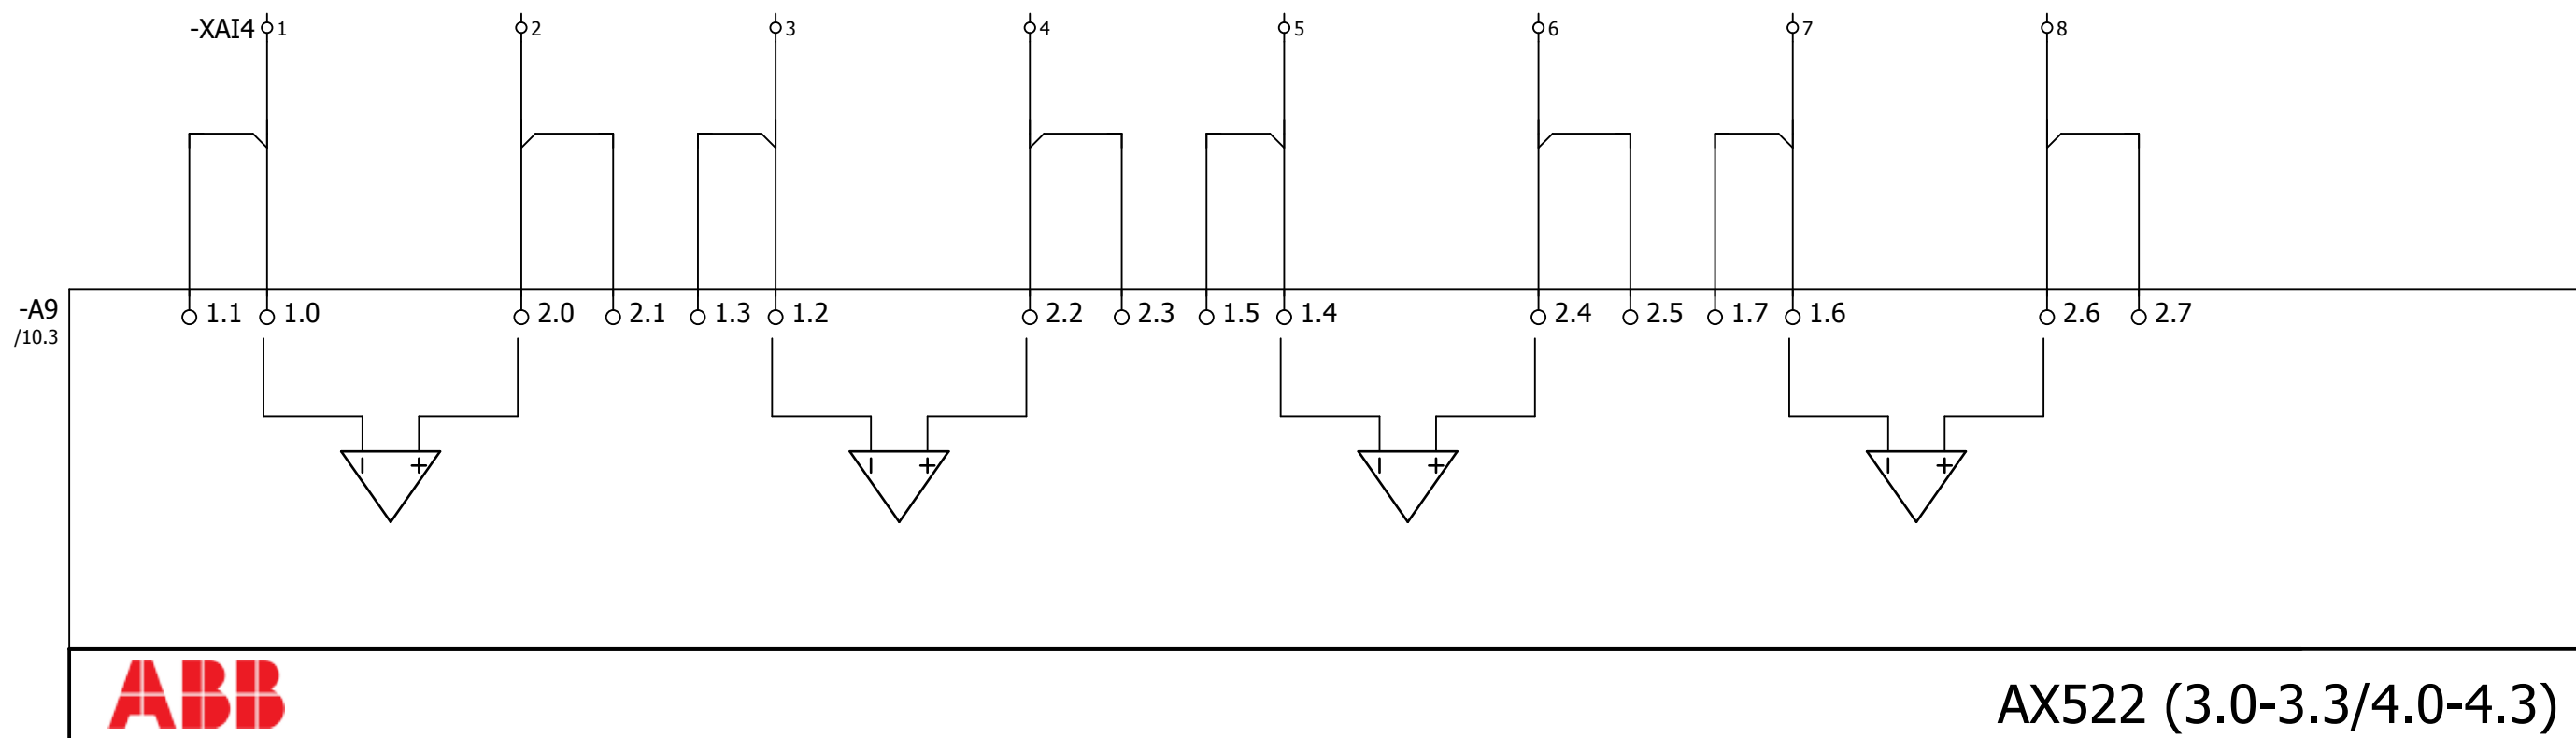 -XAI4 1 2 3 4 5 6 7 8
-A9
/10.3
1.1 1.0 2.0 2.1 1.3 1.2 2.2 2.3 1.5 1.4 2.4 2.5 1.7 1.6 2.6 2.7
- + - + - + - +
ABB
AX522 (3.0-3.3/4.0-4.3)